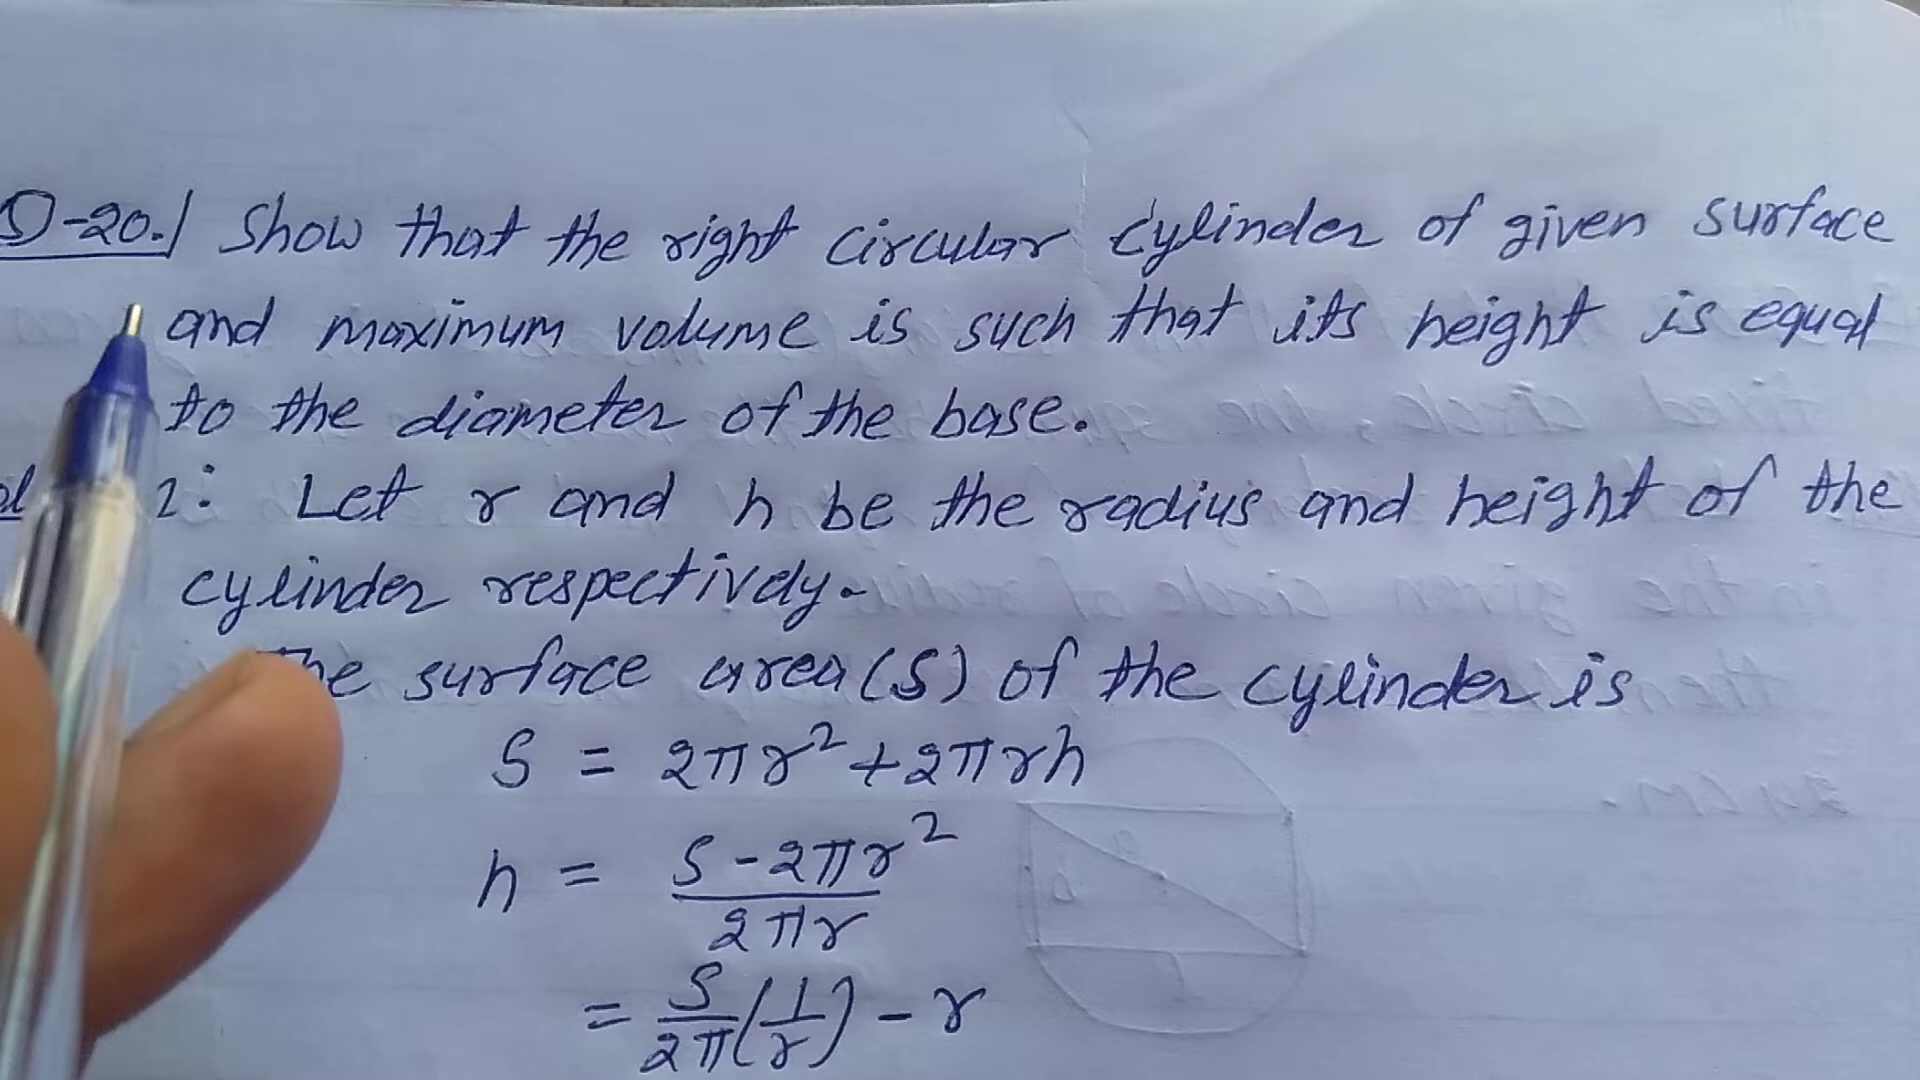 Q-20. Show that the right circular cylinder of given surface
and maximum volume is such that its height is equal
to the diameter of the base.
Let r and h be the radius and height of the
cylinder respectively.
The surface area (S) of the cylinder is
S = 2πr² + 2πrh
h = (S - 2πr²) / 2πr
= S/2π (1/r) - r